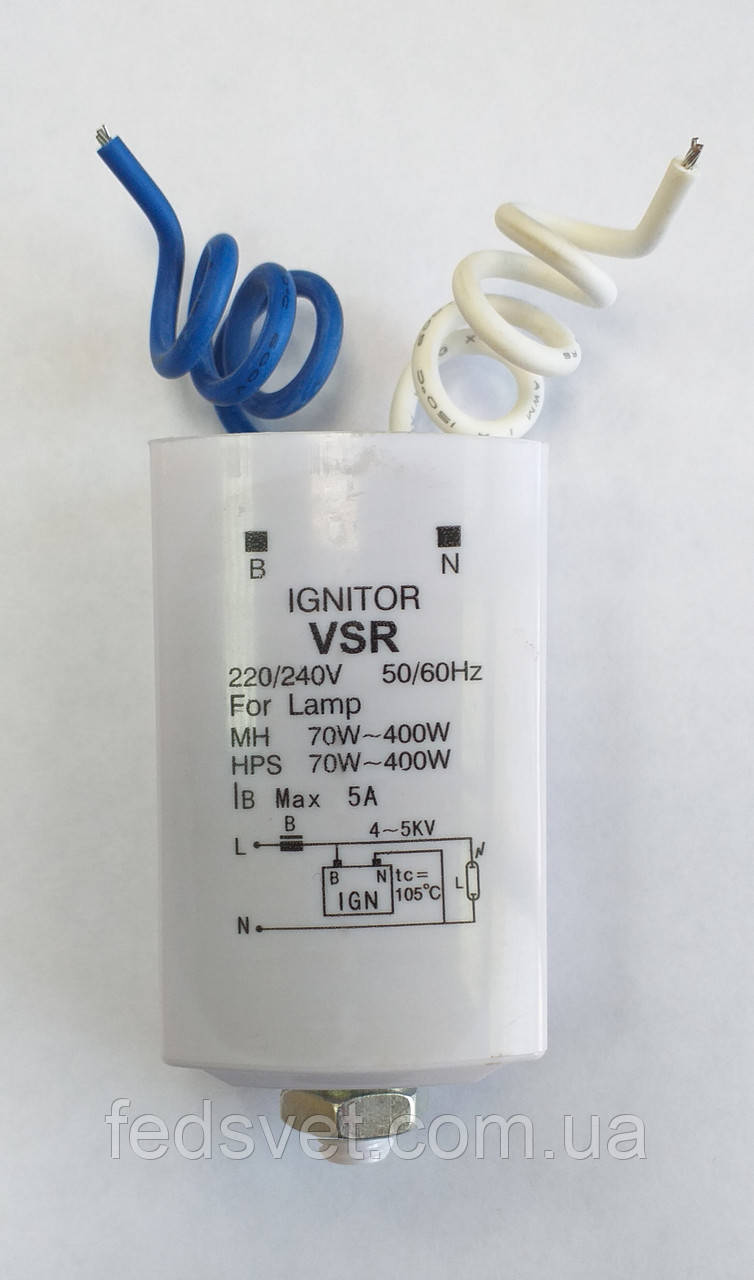 B N
IGNITOR
VSR
220/240V 50/60Hz
For Lamp
MH 70W~400W
HPS 70W~400W
IB Max 5A
B
4~5KV
L
B N tc=
IGN 105°C L
N
fedsvet.com.ua